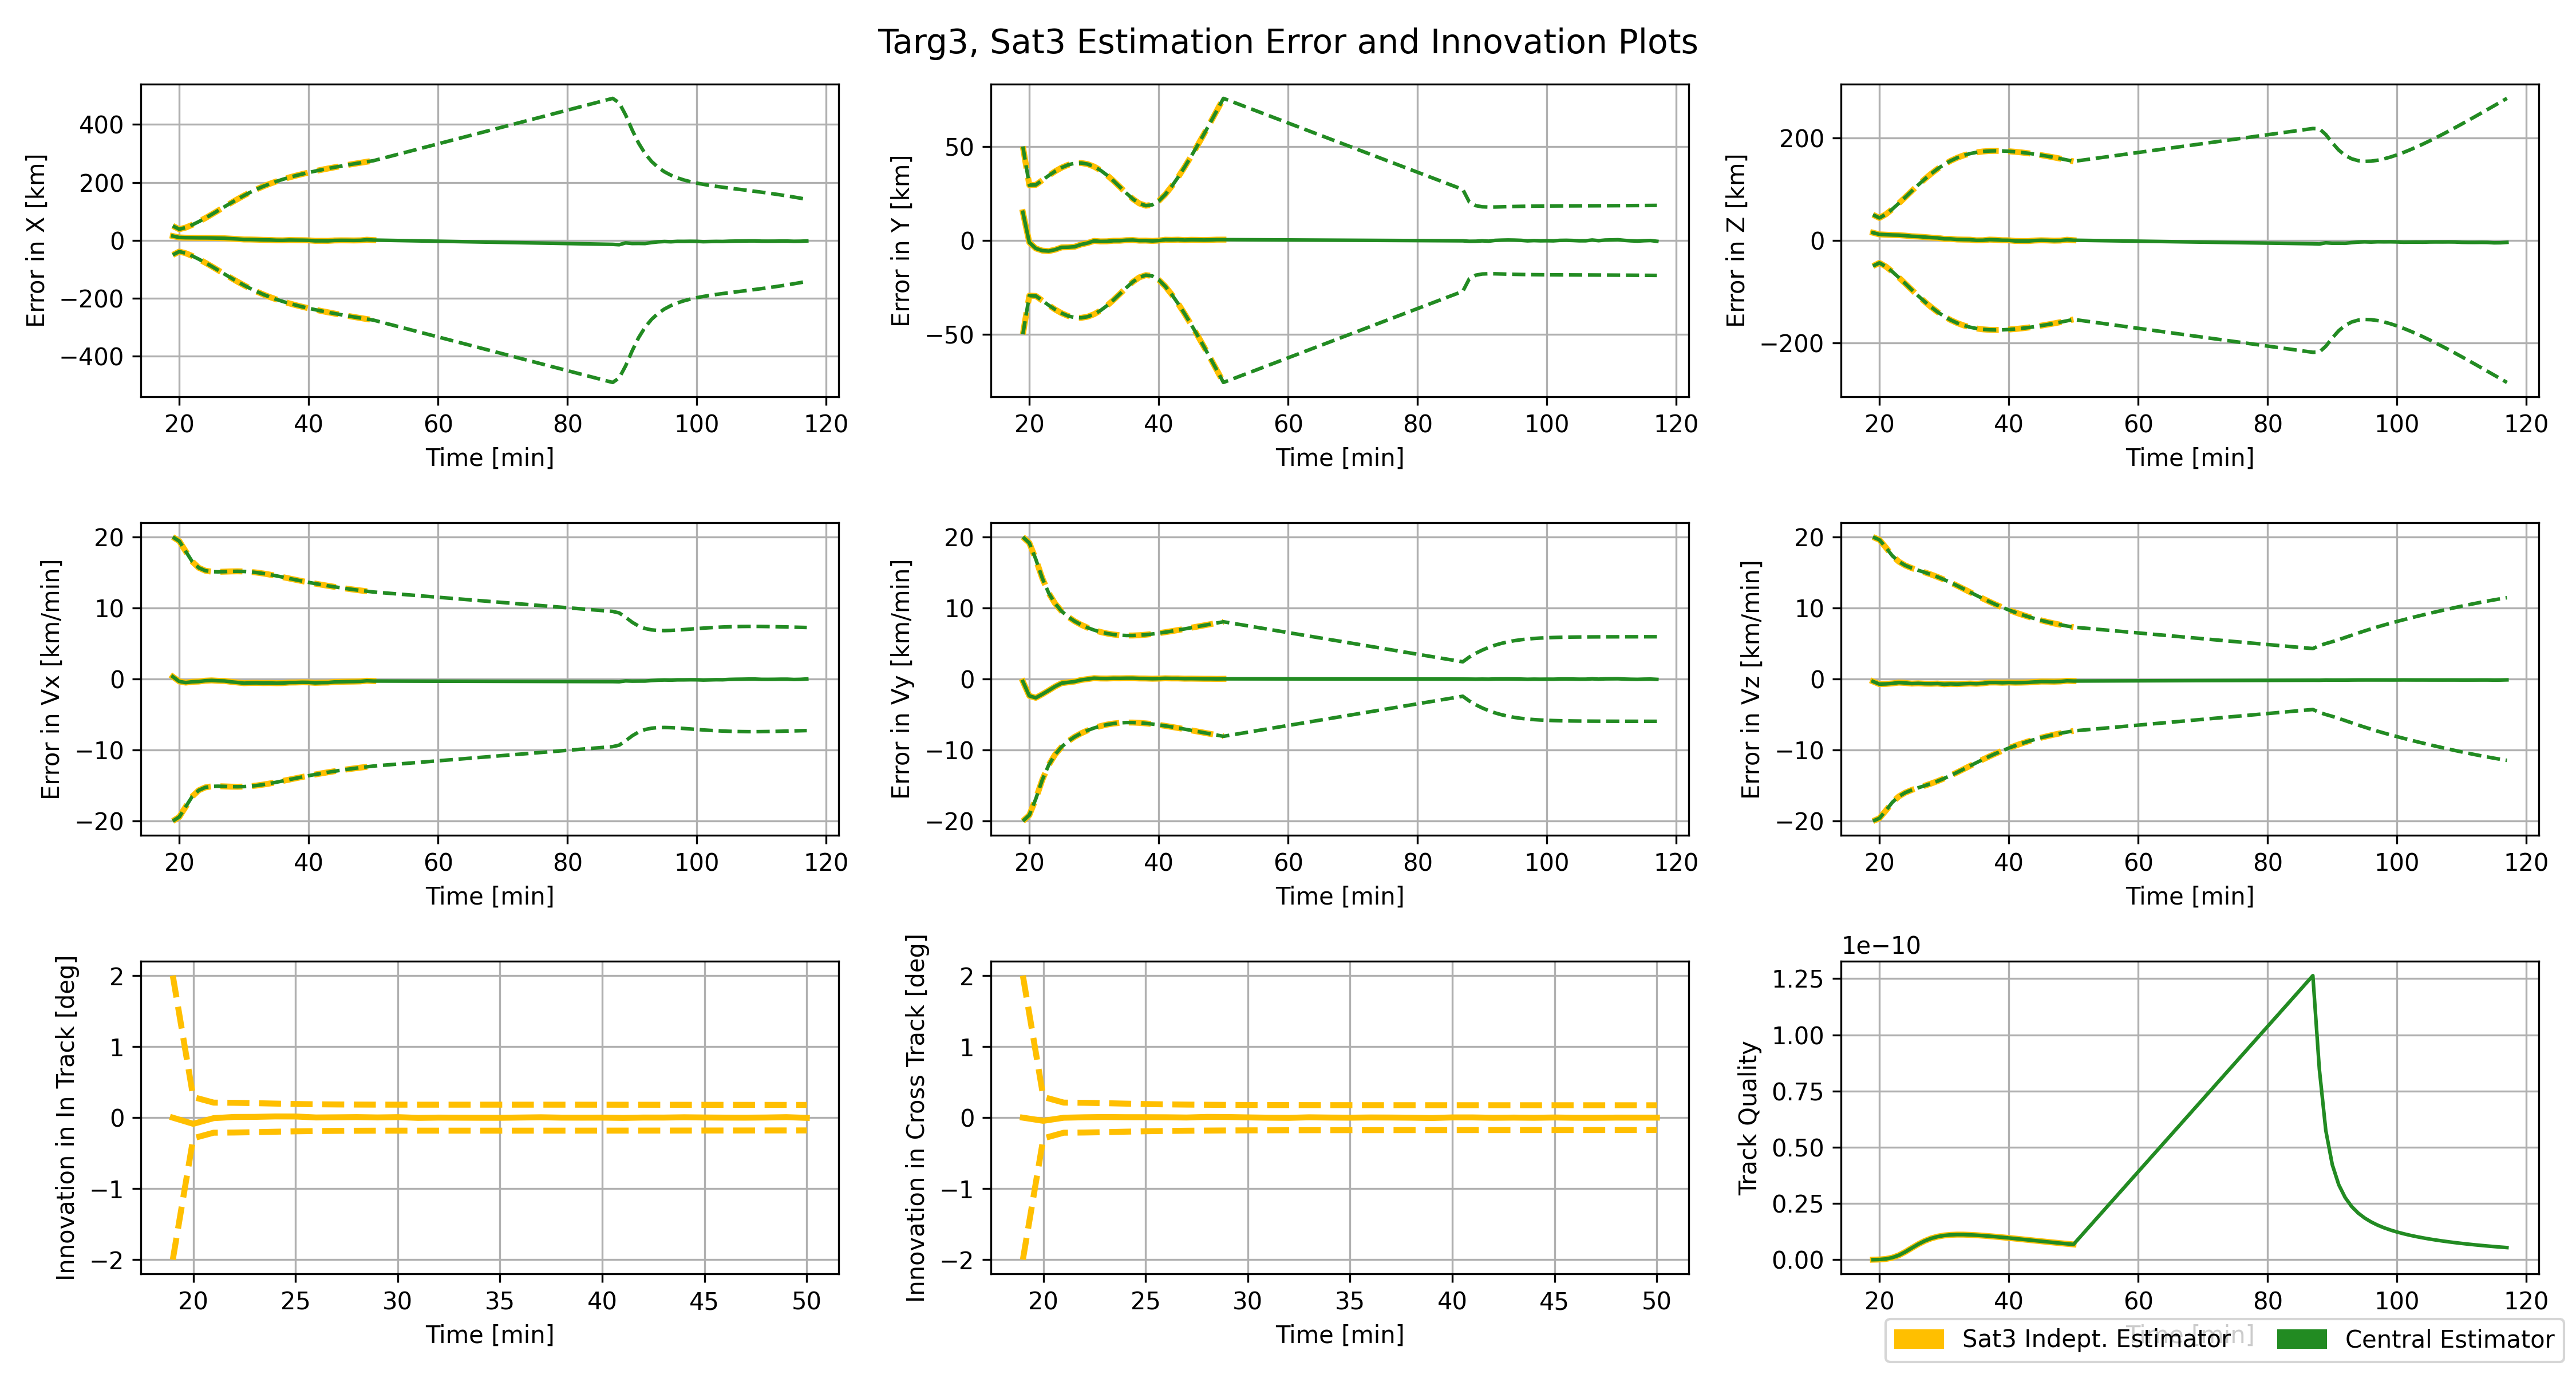 Targ3, Sat3 Estimation Error and Innovation Plots
Error in X [km]
400
200
0
−200
−400
20 40 60 80 100 120
Time [min]
Error in Y [km]
50
0
−50
20 40 60 80 100 120
Time [min]
Error in Z [km]
200
0
−200
20 40 60 80 100 120
Time [min]
Error in Vx [km/min]
20
10
0
−10
−20
20 40 60 80 100 120
Time [min]
Error in Vy [km/min]
20
10
0
−10
−20
20 40 60 80 100 120
Time [min]
Error in Vz [km/min]
20
10
0
−10
−20
20 40 60 80 100 120
Time [min]
Innovation in In Track [deg]
2
1
0
−1
−2
20 25 30 35 40 45 50
Time [min]
Innovation in Cross Track [deg]
2
1
0
−1
−2
20 25 30 35 40 45 50
Time [min]
1e−10
Track Quality
1.25
1.00
0.75
0.50
0.25
0.00
20 40 60 80 100 120
Time [min]
Sat3 Indept. Estimator
Central Estimator